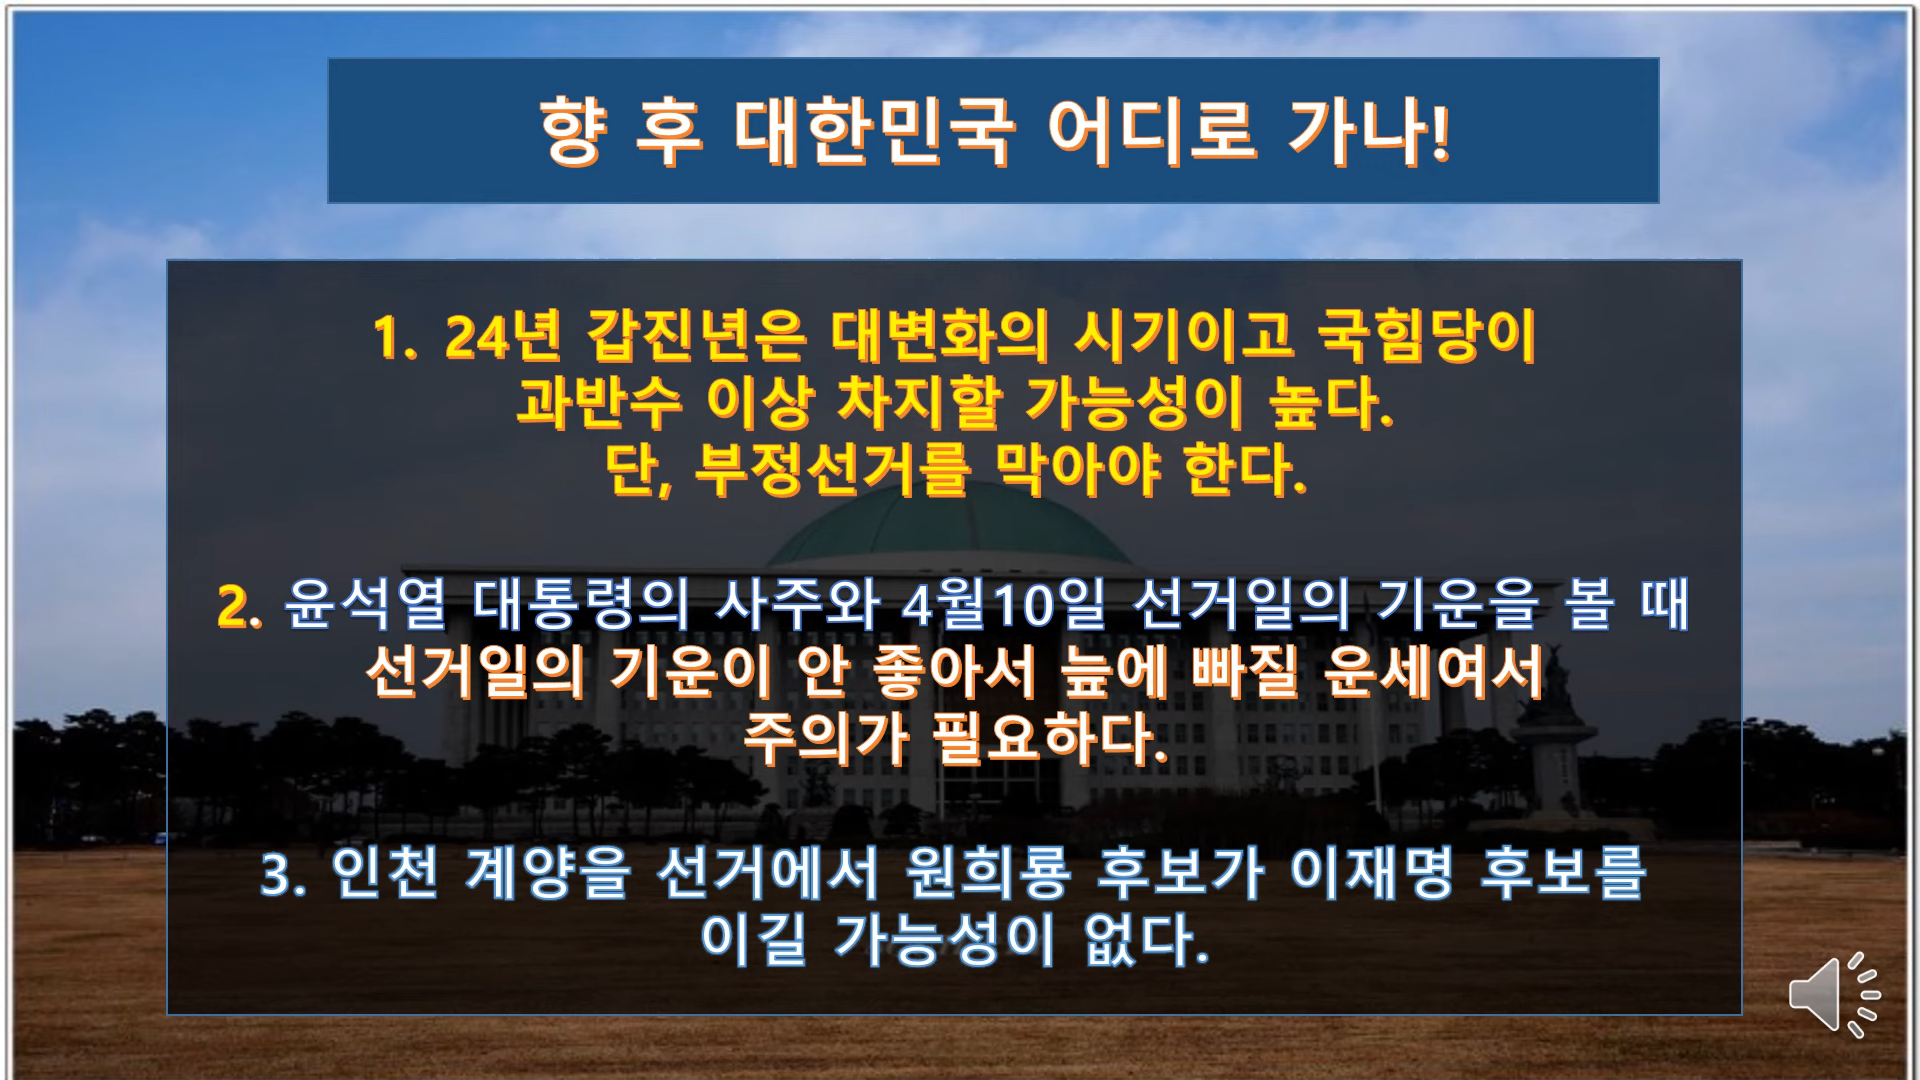 향 후 대한민국 어디로 가나!
1. 24년 갑진년은 대변화의 시기이고 국힘당이
과반수 이상 차지할 가능성이 높다.
단, 부정선거를 막아야 한다.
2. 윤석열 대통령의 사주와 4월10일 선거일의 기운을 볼 때
선거일의 기운이 안 좋아서 늪에 빠질 운세여서
주의가 필요하다.
3. 인천 계양을 선거에서 원희룡 후보가 이재명 후보를
이길 가능성이 없다.